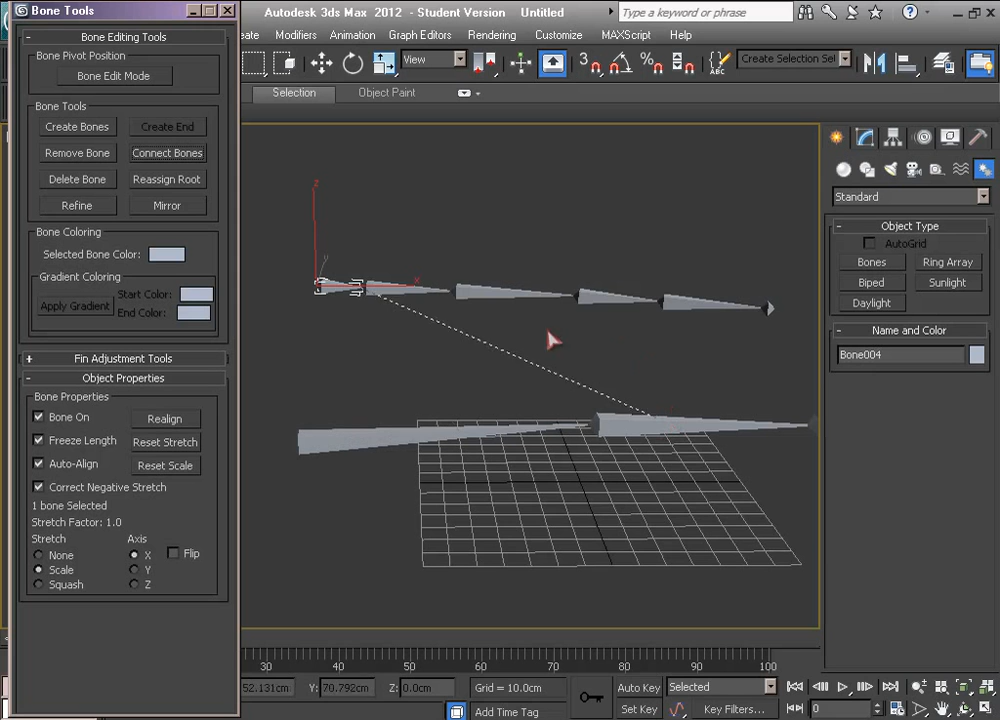 Bone Tools
Autodesk 3ds Max 2012 - Student Version Untitled
Type a keyword or phrase
Bone Editing Tools
Bone Pivot Position
Bone Edit Mode
Bone Tools
Create Bones Create End
Remove Bone Connect Bones
Delete Bone Reassign Root
Refine Mirror
Bone Coloring
Selected Bone Color:
Gradient Coloring
Apply Gradient Start Color:
End Color:
Fin Adjustment Tools
Object Properties
Bone Properties
Bone On Realign
Freeze Length Reset Stretch
Auto-Align Reset Scale
Correct Negative Stretch
1 bone Selected
Stretch Factor: 1.0
Stretch Axis
None X Flip
Scale Y
Squash Z
eate Modifiers Animation Graph Editors Rendering Customize MAXScript Help
View 3 % Create Selection Sel
Selection Object Paint
z
y
x
Standard
Object Type
AutoGrid
Bones Ring Array
Biped Sunlight
Daylight
Name and Color
Bone004
30 40 50 60 70 80 90 100
52.131cm Y: 70.792cm Z: 0.0cm Grid = 10.0cm
Auto Key Selected
Add Time Tag Set Key Key Filters... 0